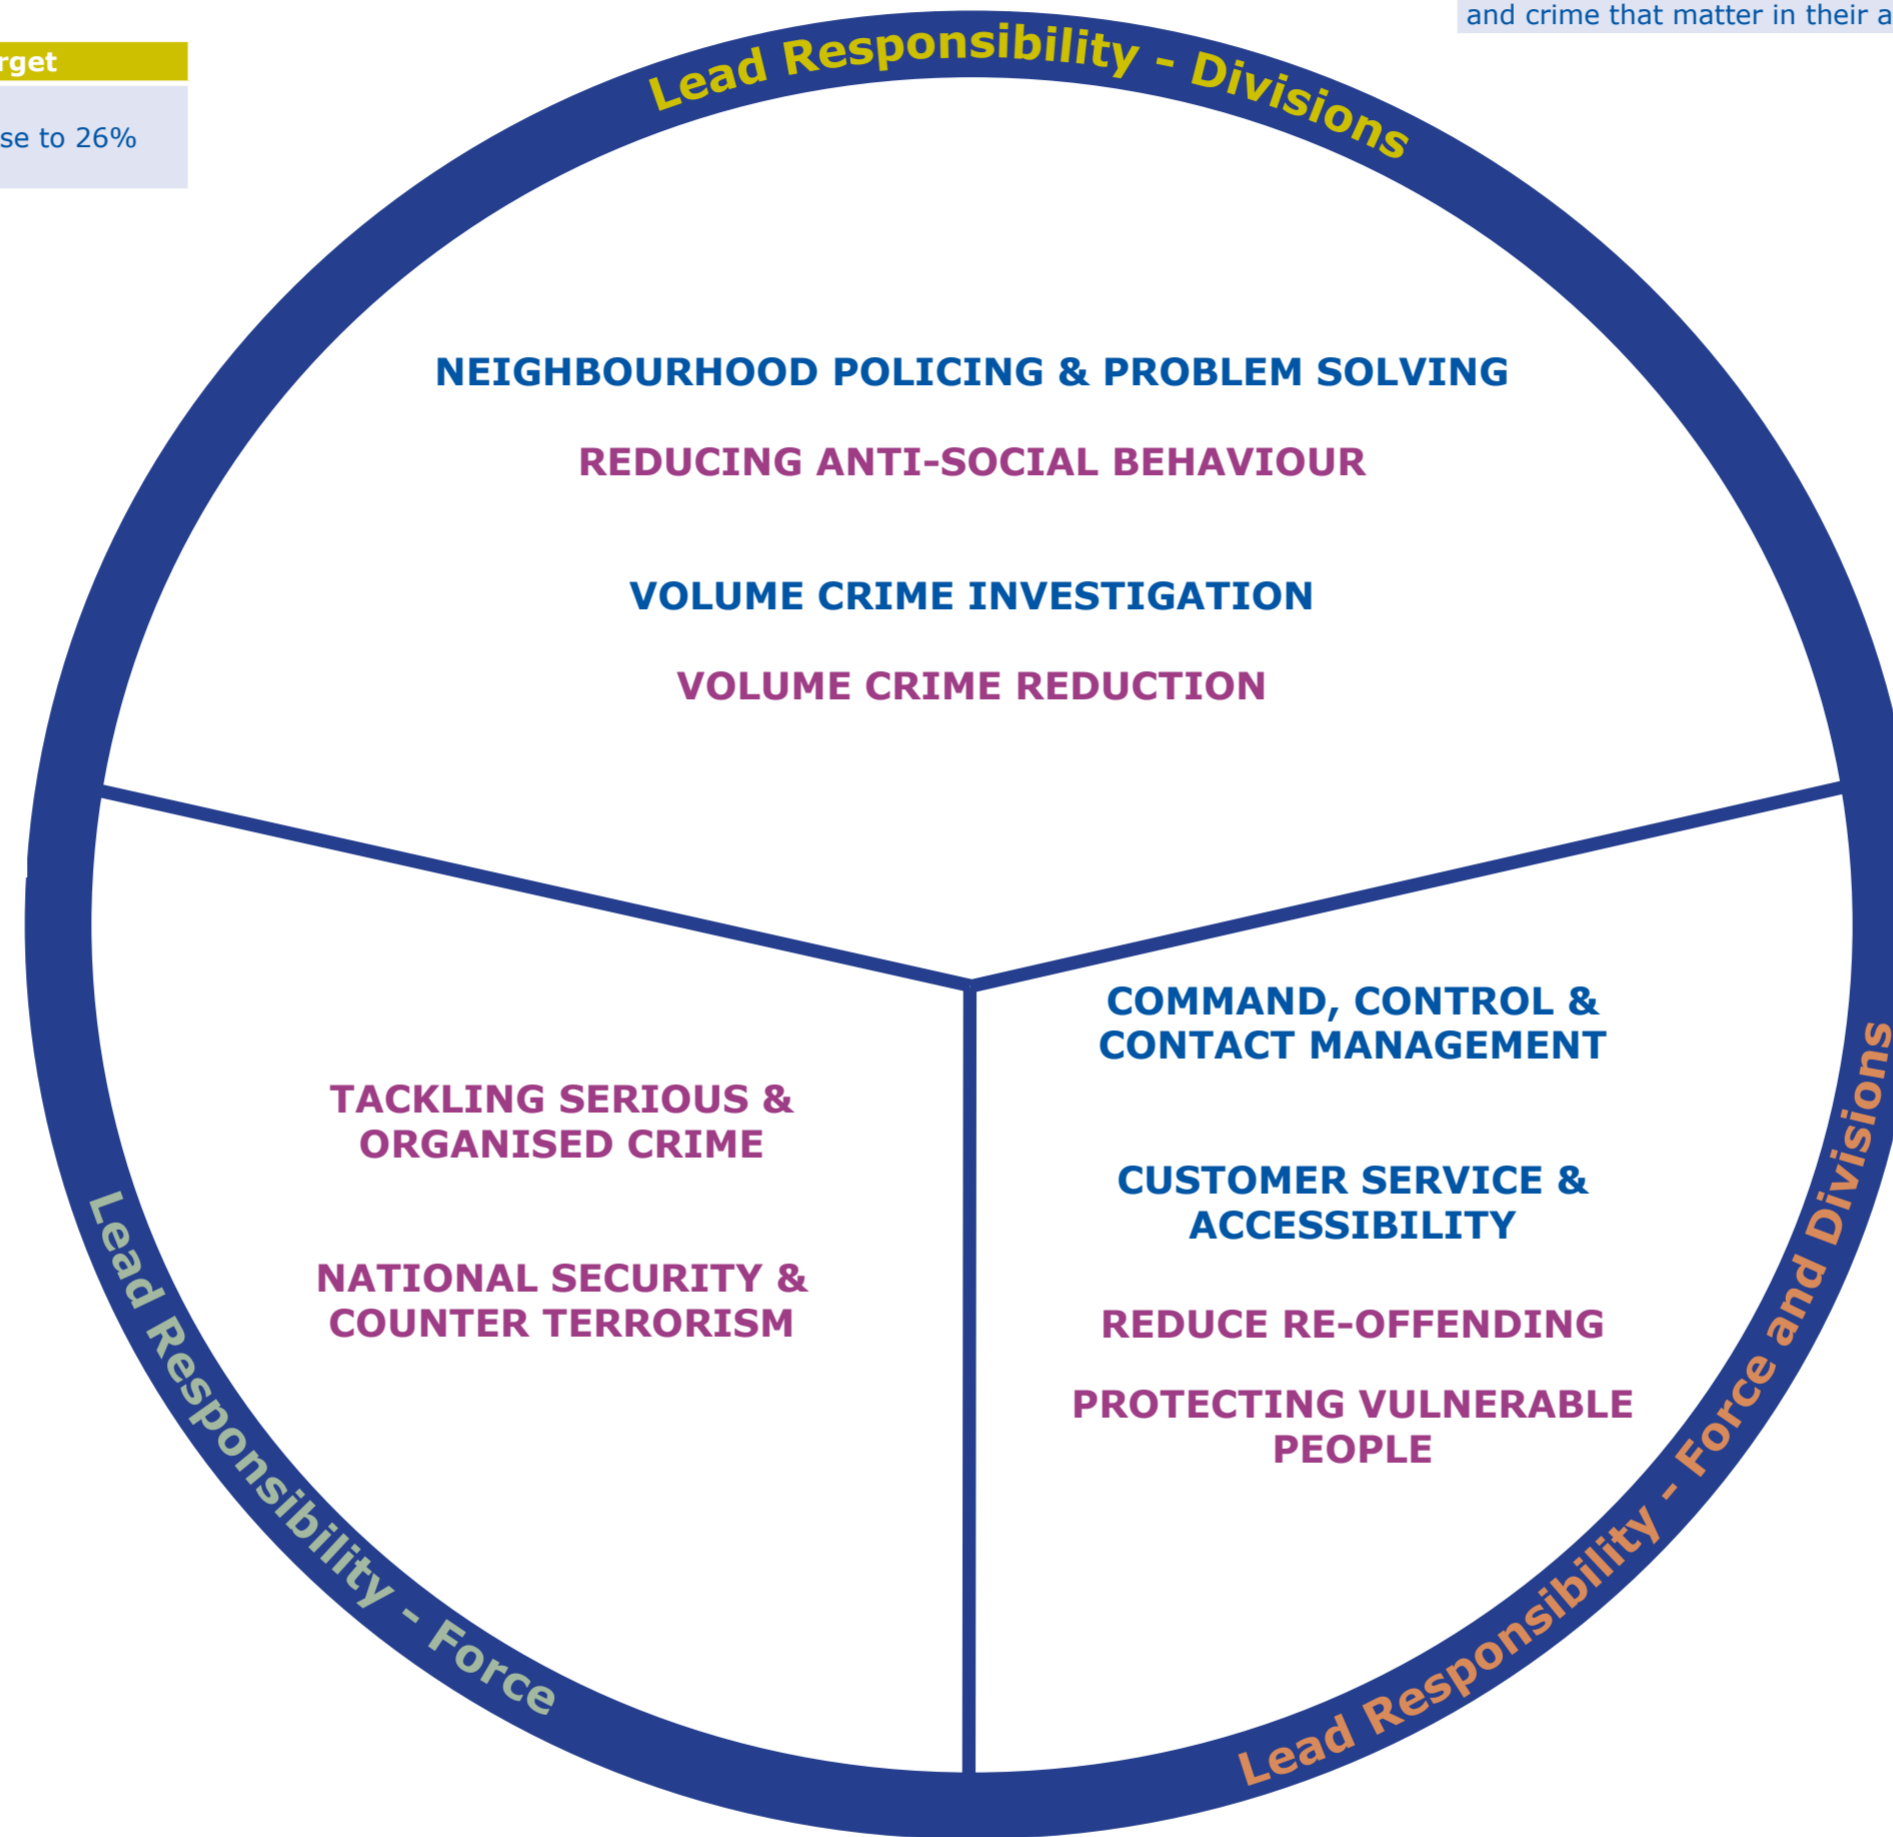 and crime that matter in their
to 26%
Lead Responsibility - Divisions
NEIGHBOURHOOD POLICING & PROBLEM SOLVING
REDUCING ANTI-SOCIAL BEHAVIOUR
VOLUME CRIME INVESTIGATION
VOLUME CRIME REDUCTION
TACKLING SERIOUS &
ORGANISED CRIME
NATIONAL SECURITY &
COUNTER TERRORISM
Lead Responsibility - Force
COMMAND, CONTROL &
CONTACT MANAGEMENT
CUSTOMER SERVICE &
ACCESSIBILITY
REDUCE RE-OFFENDING
PROTECTING VULNERABLE
PEOPLE
Lead Responsibility - Force and Divisions